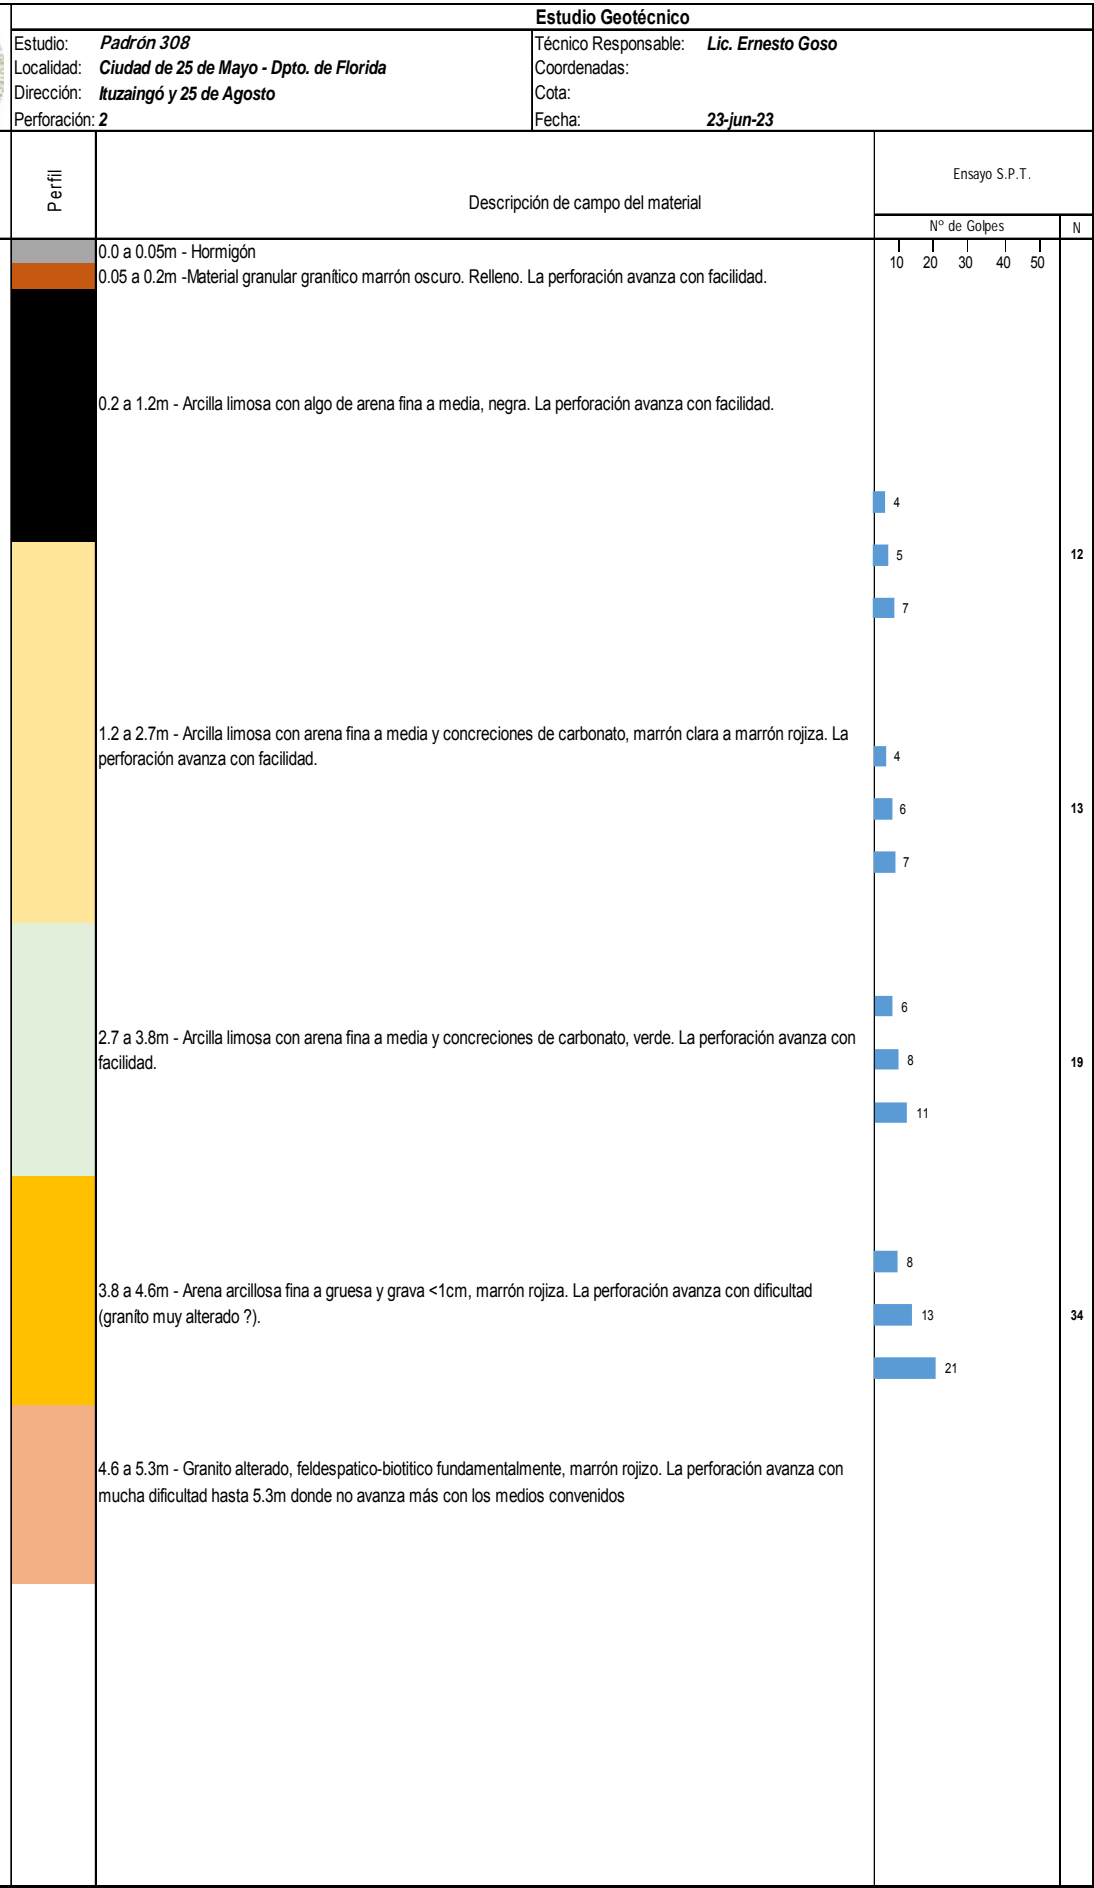 Estudio Geotécnico
Estudio: Padrón 308 Técnico Responsable: Lic. Ernesto Goso
Localidad: Ciudad de 25 de Mayo - Dpto. de Florida Coordenadas:
Dirección: Ituzaingó y 25 de Agosto Cota:
Perforación: 2 Fecha: 23-jun-23
Perfil
Descripción de campo del material
Ensayo S.P.T.
Nº de Golpes N
0.0 a 0.05m - Hormigón
10 20 30 40 50
0.05 a 0.2m -Material granular granítico marrón oscuro. Relleno. La perforación avanza con facilidad.
0.2 a 1.2m - Arcilla limosa con algo de arena fina a media, negra. La perforación avanza con facilidad.
4
5 12
7
1.2 a 2.7m - Arcilla limosa con arena fina a media y concreciones de carbonato, marrón clara a marrón rojiza. La
perforación avanza con facilidad.
4
6 13
7
6
2.7 a 3.8m - Arcilla limosa con arena fina a media y concreciones de carbonato, verde. La perforación avanza con
facilidad.
8 19
11
8
3.8 a 4.6m - Arena arcillosa fina a gruesa y grava <1cm, marrón rojiza. La perforación avanza con dificultad
(graníto muy alterado ?).
13 34
21
4.6 a 5.3m - Granito alterado, feldespatico-biotitico fundamentalmente, marrón rojizo. La perforación avanza con
mucha dificultad hasta 5.3m donde no avanza más con los medios convenidos